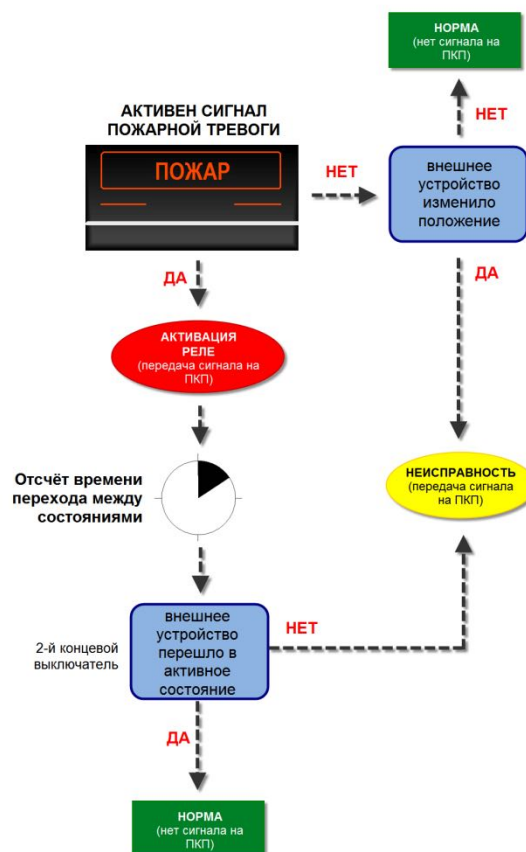 НОРМА
(нет сигнала на
ПКП)
НЕТ
АКТИВЕН СИГНАЛ
ПОЖАРНОЙ ТРЕВОГИ
ПОЖАР
НЕТ
внешнее
устройство
изменило
положение
ДА
ДА
АКТИВАЦИЯ
РЕЛЕ
(передача сигнала на
ПКП)
Отсчёт времени
перехода между
состояниями
НЕИСПРАВНОСТЬ
(передача сигнала
на ПКП)
2-й концевой
выключатель
внешнее
устройство
перешло в
активное
состояние
НЕТ
ДА
НОРМА
(нет сигнала на
ПКП)